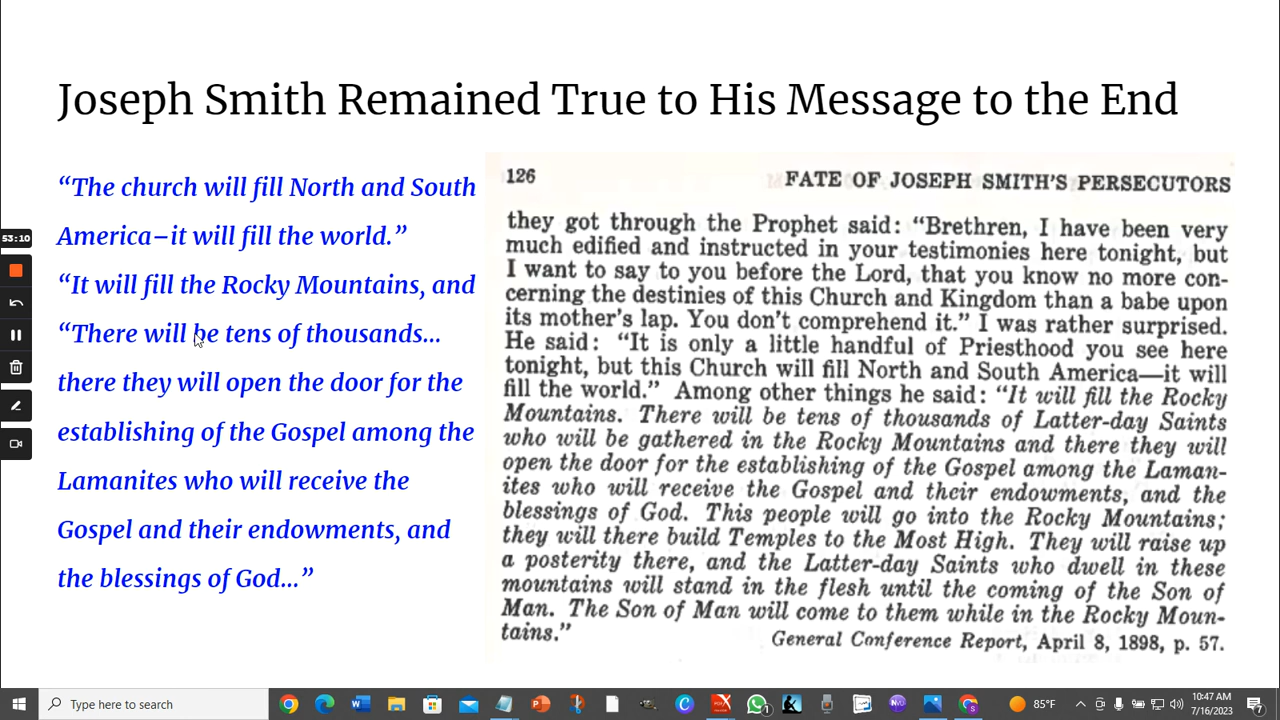 Joseph Smith Remained True to His Message to the End
“The church will fill North and South
America–it will fill the world.”
“It will fill the Rocky Mountains, and
“There will be tens of thousands...
there they will open the door for the
establishing of the Gospel among the
Lamanites who will receive the
Gospel and their endowments, and
the blessings of God...”
126 FATE OF JOSEPH SMITH'S PERSECUTORS
they got through the Prophet said: “Brethren, I have been very
much edified and instructed in your testimonies here tonight, but
I want to say to you before the Lord, that you know no more con-
cerning the destinies of this Church and Kingdom than a babe upon
its mother's lap. You don't comprehend it.” I was rather surprised.
He said: “It is only a little handful of Priesthood you see here
tonight, but this Church will fill North and South America—it will
fill the world.” Among other things he said: “It will fill the Rocky
Mountains. There will be tens of thousands of Latter-day Saints
who will be gathered in the Rocky Mountains and there they will
open the door for the establishing of the Gospel among the Laman-
ites who will receive the Gospel and their endowments, and the
blessings of God. This people will go into the Rocky Mountains;
they will there build Temples to the Most High. They will raise up
a posterity there, and the Latter-day Saints who dwell in these
mountains will stand in the flesh until the coming of the Son of
Man. The Son of Man will come to them while in the Rocky Moun-
tains.”
General Conference Report, April 8, 1898, p. 57.
53:10
Type here to search
85°F
10:47 AM
7/16/2023